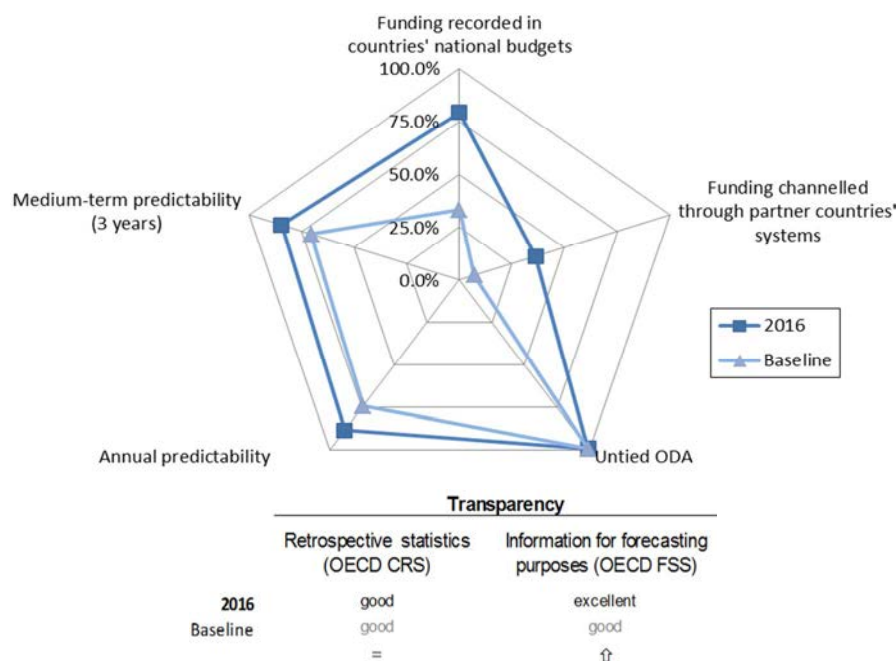 Funding recorded in
countries' national budgets
100.0%
75.0%
50.0%
25.0%
0.0%
Medium-term predictability
(3 years)
Funding channelled
through partner countries'
systems
2016
Baseline
Annual predictability
Untied ODA
Transparency
Retrospective statistics
(OECD CRS)
Information for forecasting
purposes (OECD FSS)
2016 good excellent
Baseline good good
= ⇧